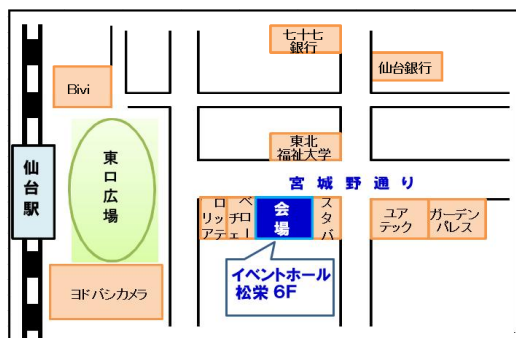 七十七
銀行
仙台銀行
Bivi
東北
福祉大学
仙台駅
東口広場
宮城野通り
ロッテリア
ベローチェ
会場
スタバ
ユア
テック
ガーデン
パレス
イベントホール
松栄 6F
ヨドバシカメラ